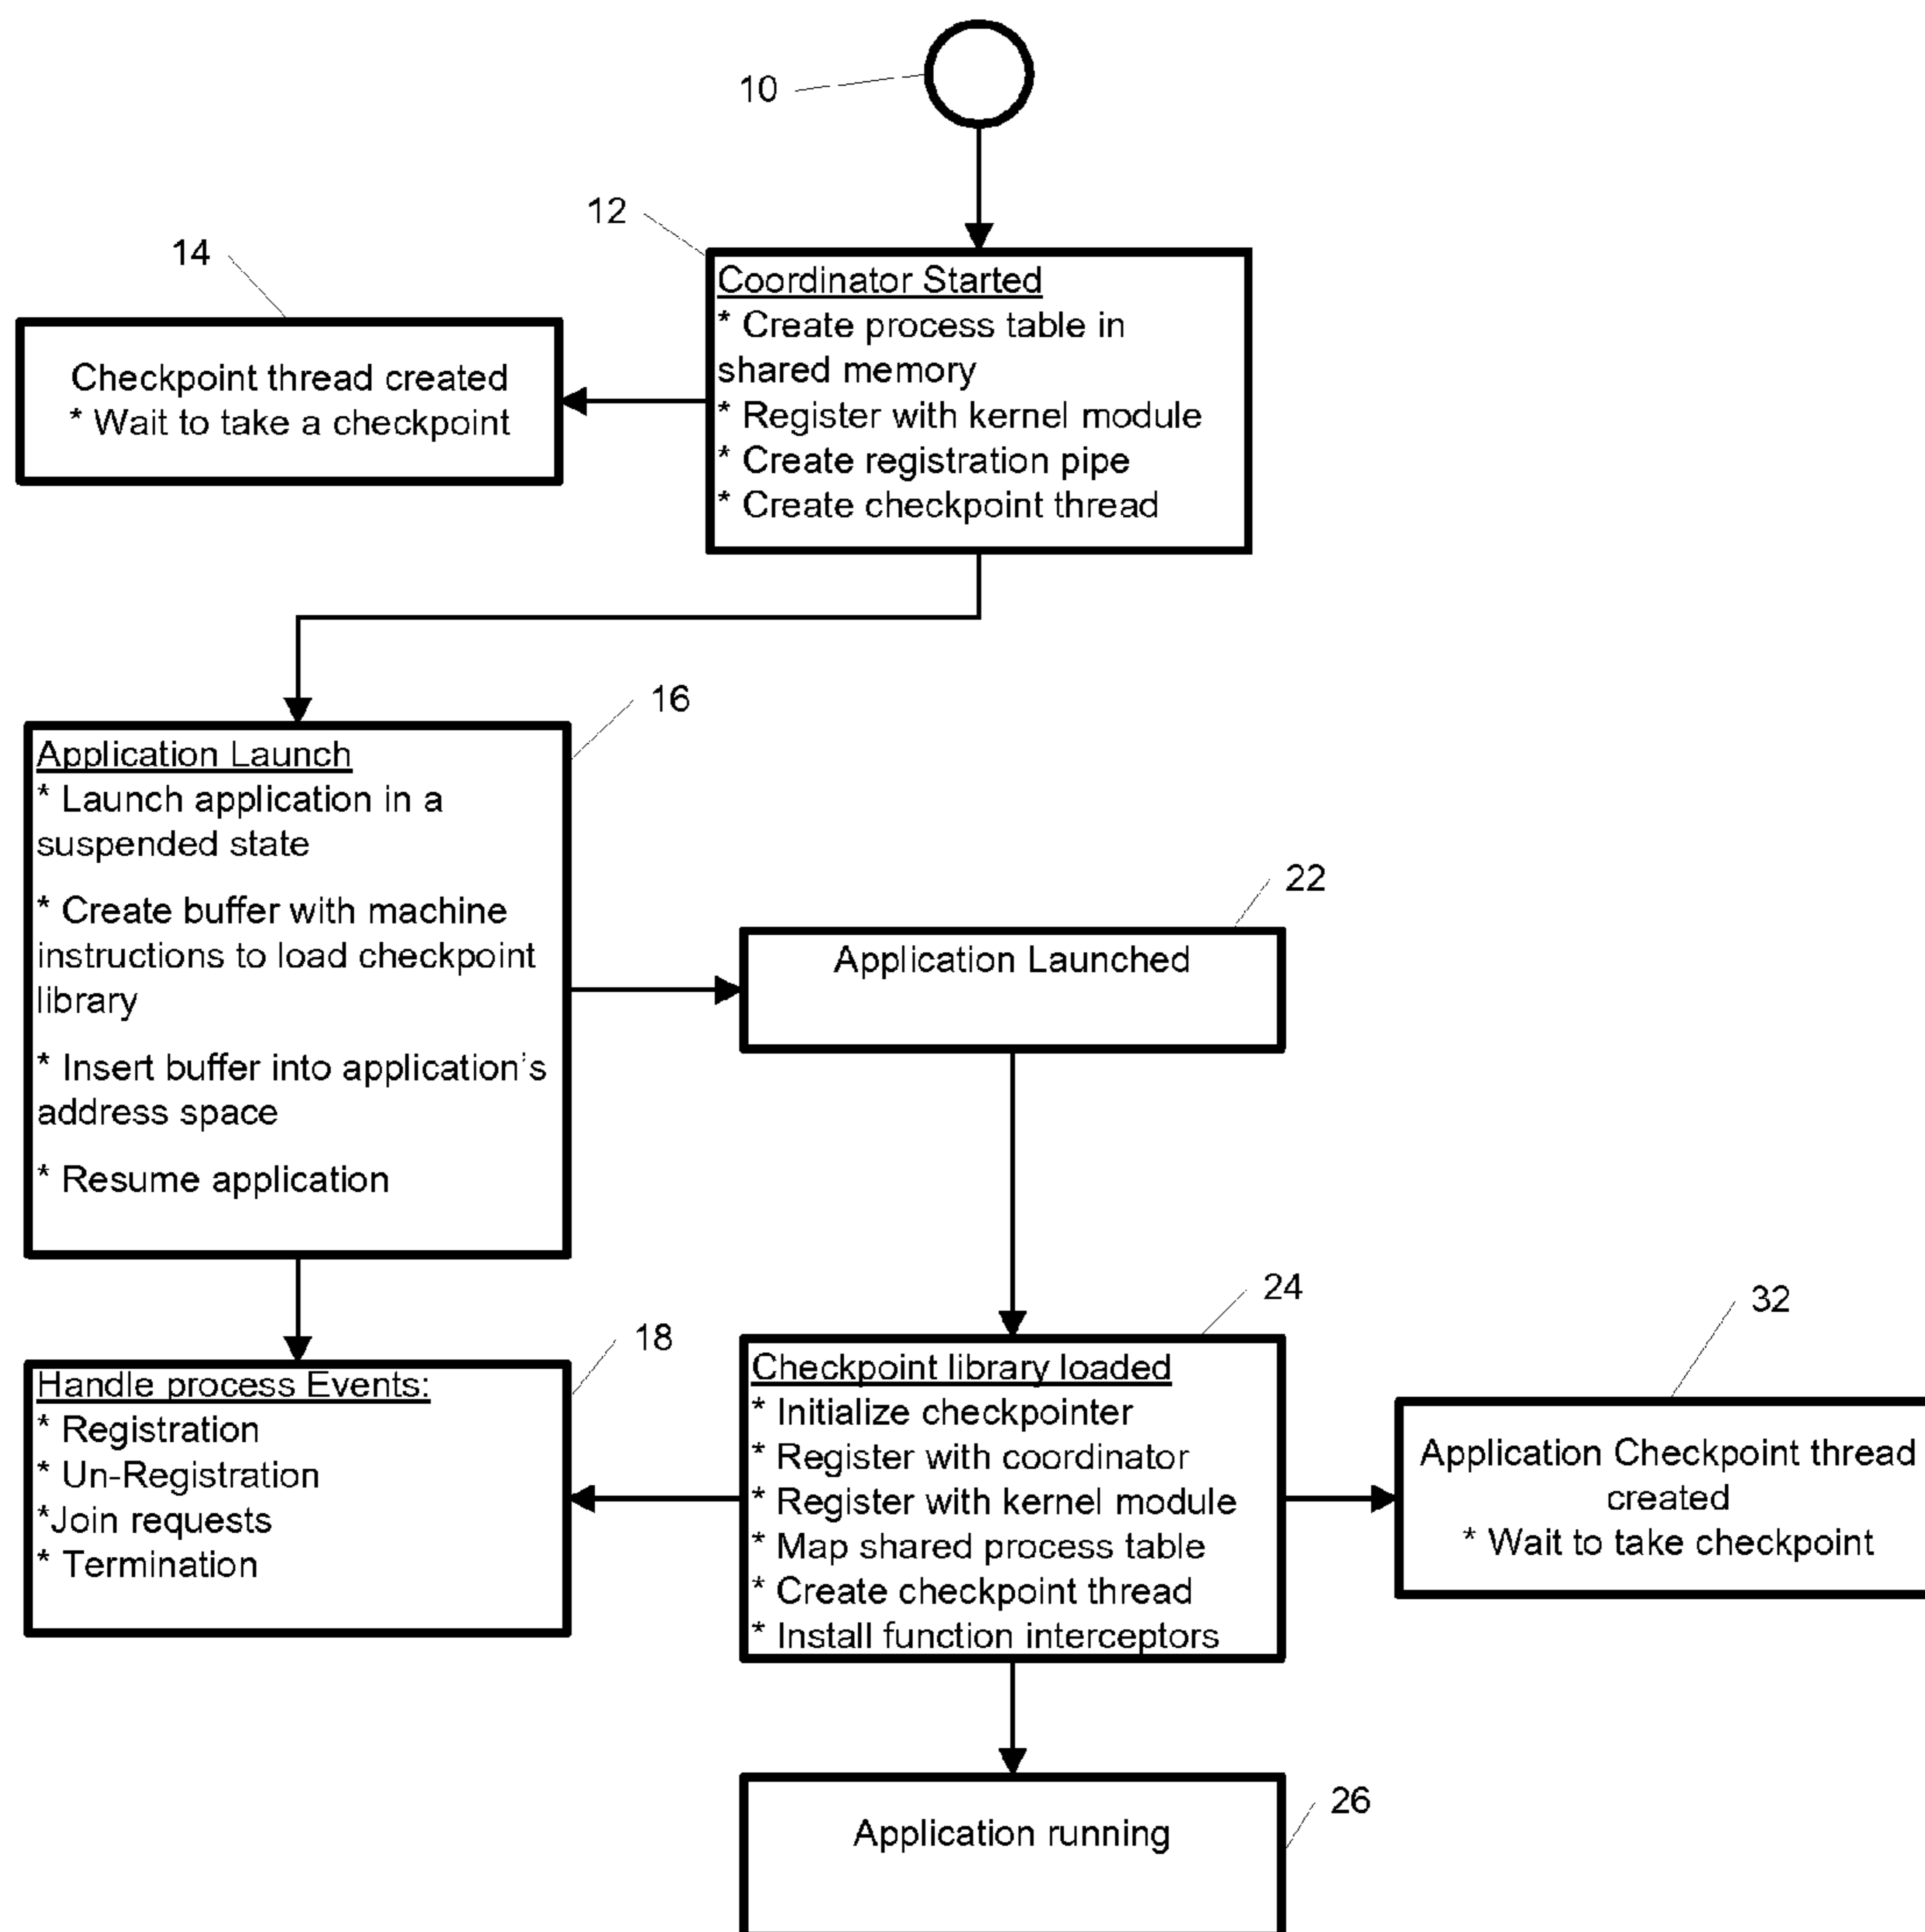 10
12
14
Coordinator Started
* Create process table in
shared memory
* Register with kernel module
* Create registration pipe
* Create checkpoint thread
Checkpoint thread created
* Wait to take a checkpoint
16
Application Launch
* Launch application in a
suspended state
* Create buffer with machine
instructions to load checkpoint
library
* Insert buffer into application's
address space
* Resume application
22
Application Launched
18
Handle process Events:
* Registration
* Un-Registration
*Join requests
* Termination
24
Checkpoint library loaded
* Initialize checkpointer
* Register with coordinator
* Register with kernel module
* Map shared process table
* Create checkpoint thread
* Install function interceptors
32
Application Checkpoint thread
created
* Wait to take checkpoint
26
Application running